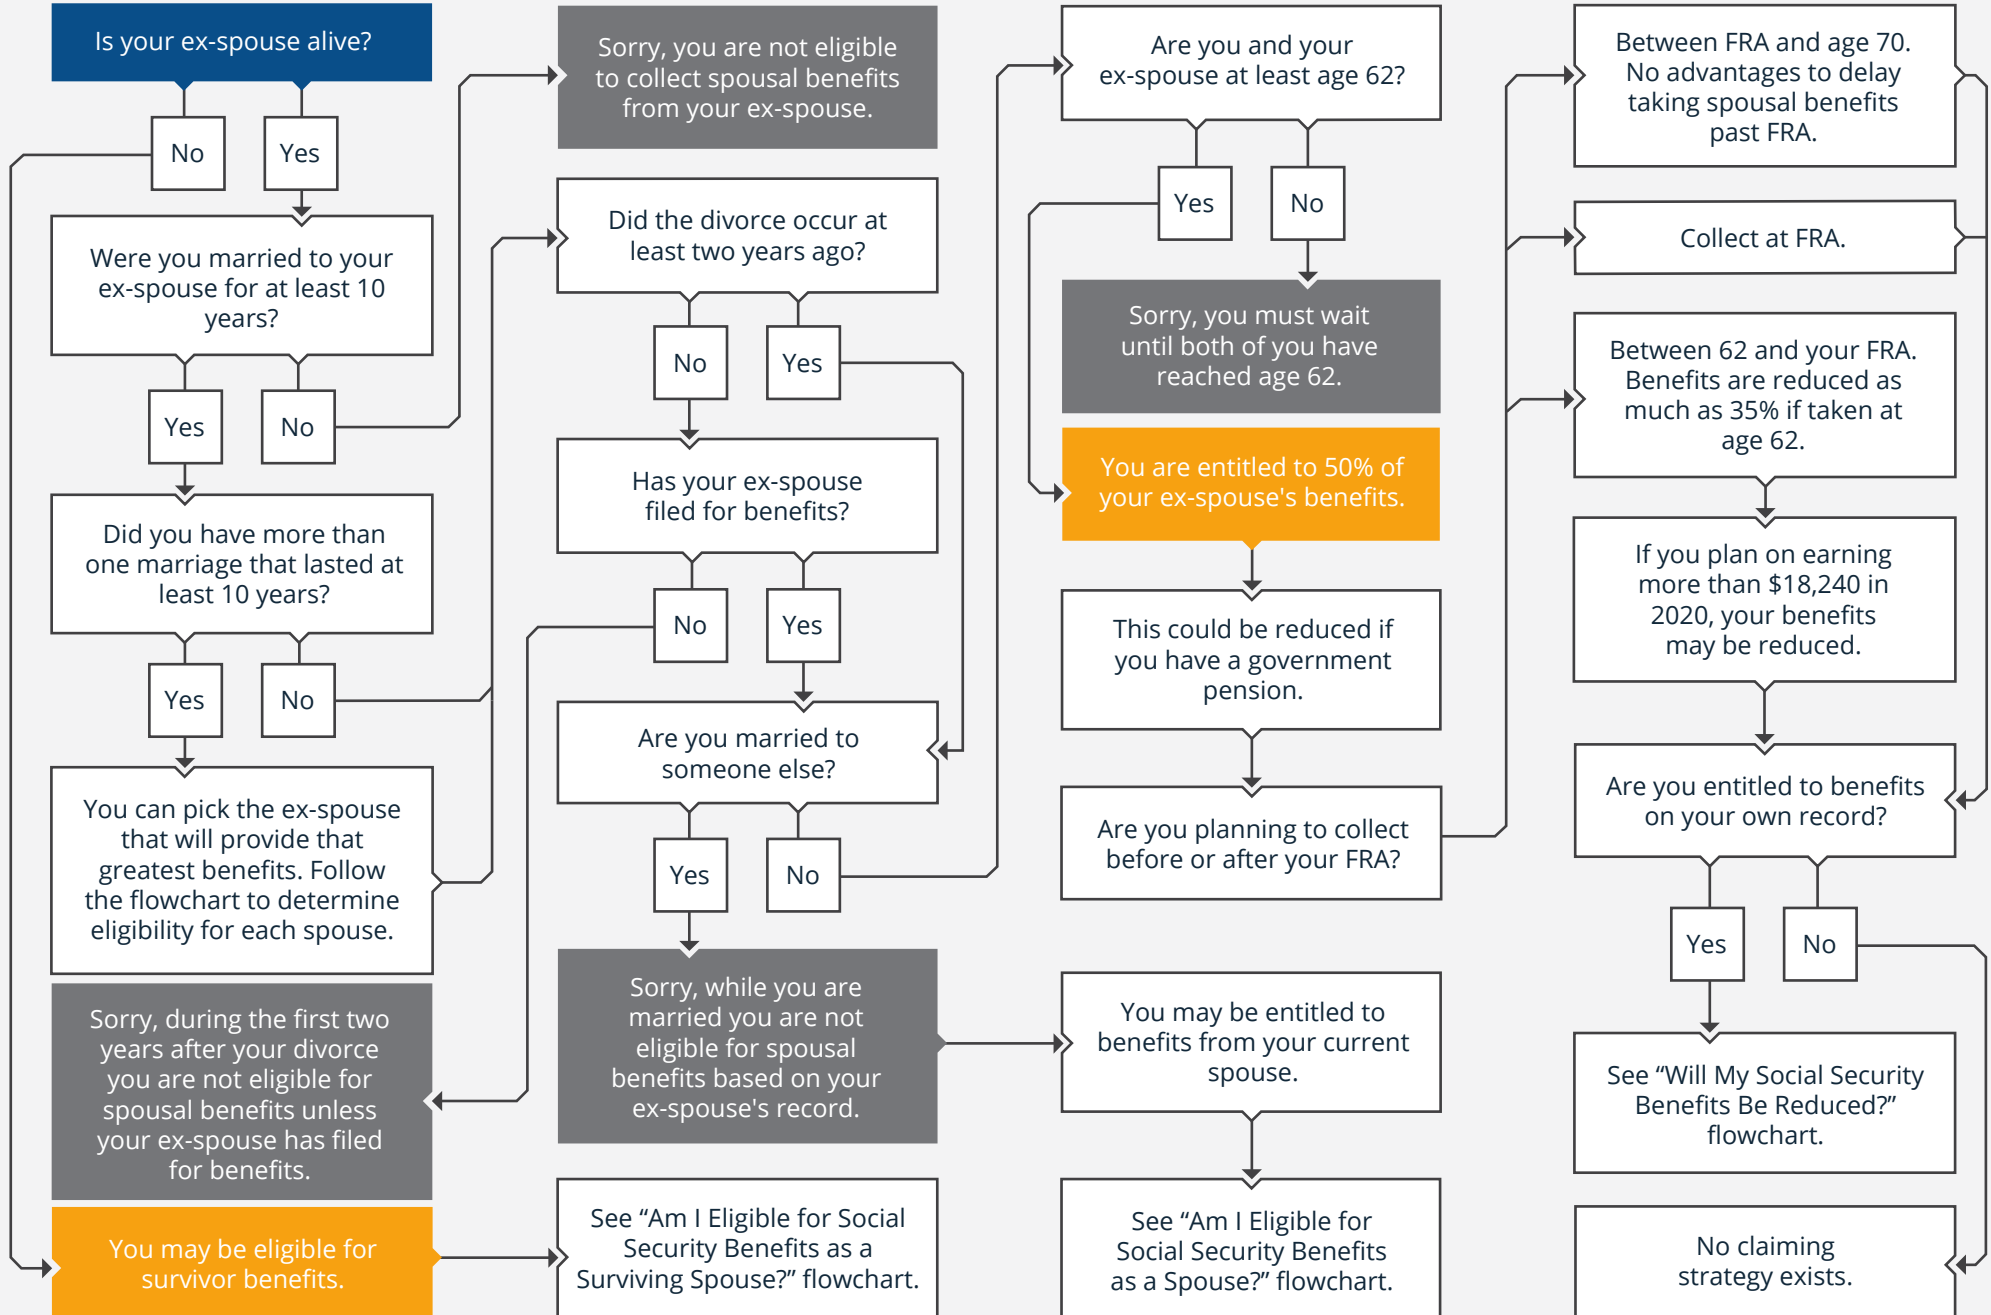 Is your ex-spouse alive?
No
Yes
Were you married to your
ex-spouse for at least 10
years?
Yes
No
Did you have more than
one marriage that lasted at
least 10 years?
Yes
No
You can pick the ex-spouse
that will provide that
greatest benefits. Follow
the flowchart to determine
eligibility for each spouse.
Sorry, during the first two
years after your divorce
you are not eligible for
spousal benefits unless
your ex-spouse has filed
for benefits.
You may be eligible for
survivor benefits.
Sorry, you are not eligible
to collect spousal benefits
from your ex-spouse.
Did the divorce occur at
least two years ago?
No
Yes
Has your ex-spouse
filed for benefits?
No
Yes
Are you married to
someone else?
Yes
No
Sorry, while you are
married you are not
eligible for spousal
benefits based on your
ex-spouse's record.
See “Am I Eligible for Social
Security Benefits as a
Surviving Spouse?” flowchart.
Are you and your
ex-spouse at least age 62?
Yes
No
Sorry, you must wait
until both of you have
reached age 62.
You are entitled to 50% of
your ex-spouse's benefits.
This could be reduced if
you have a government
pension.
Are you planning to collect
before or after your FRA?
You may be entitled to
benefits from your current
spouse.
See “Am I Eligible for
Social Security Benefits
as a Spouse?” flowchart.
Between FRA and age 70.
No advantages to delay
taking spousal benefits
past FRA.
Collect at FRA.
Between 62 and your FRA.
Benefits are reduced as
much as 35% if taken at
age 62.
If you plan on earning
more than $18,240 in
2020, your benefits
may be reduced.
Are you entitled to benefits
on your own record?
Yes
No
See “Will My Social Security
Benefits Be Reduced?”
flowchart.
No claiming
strategy exists.